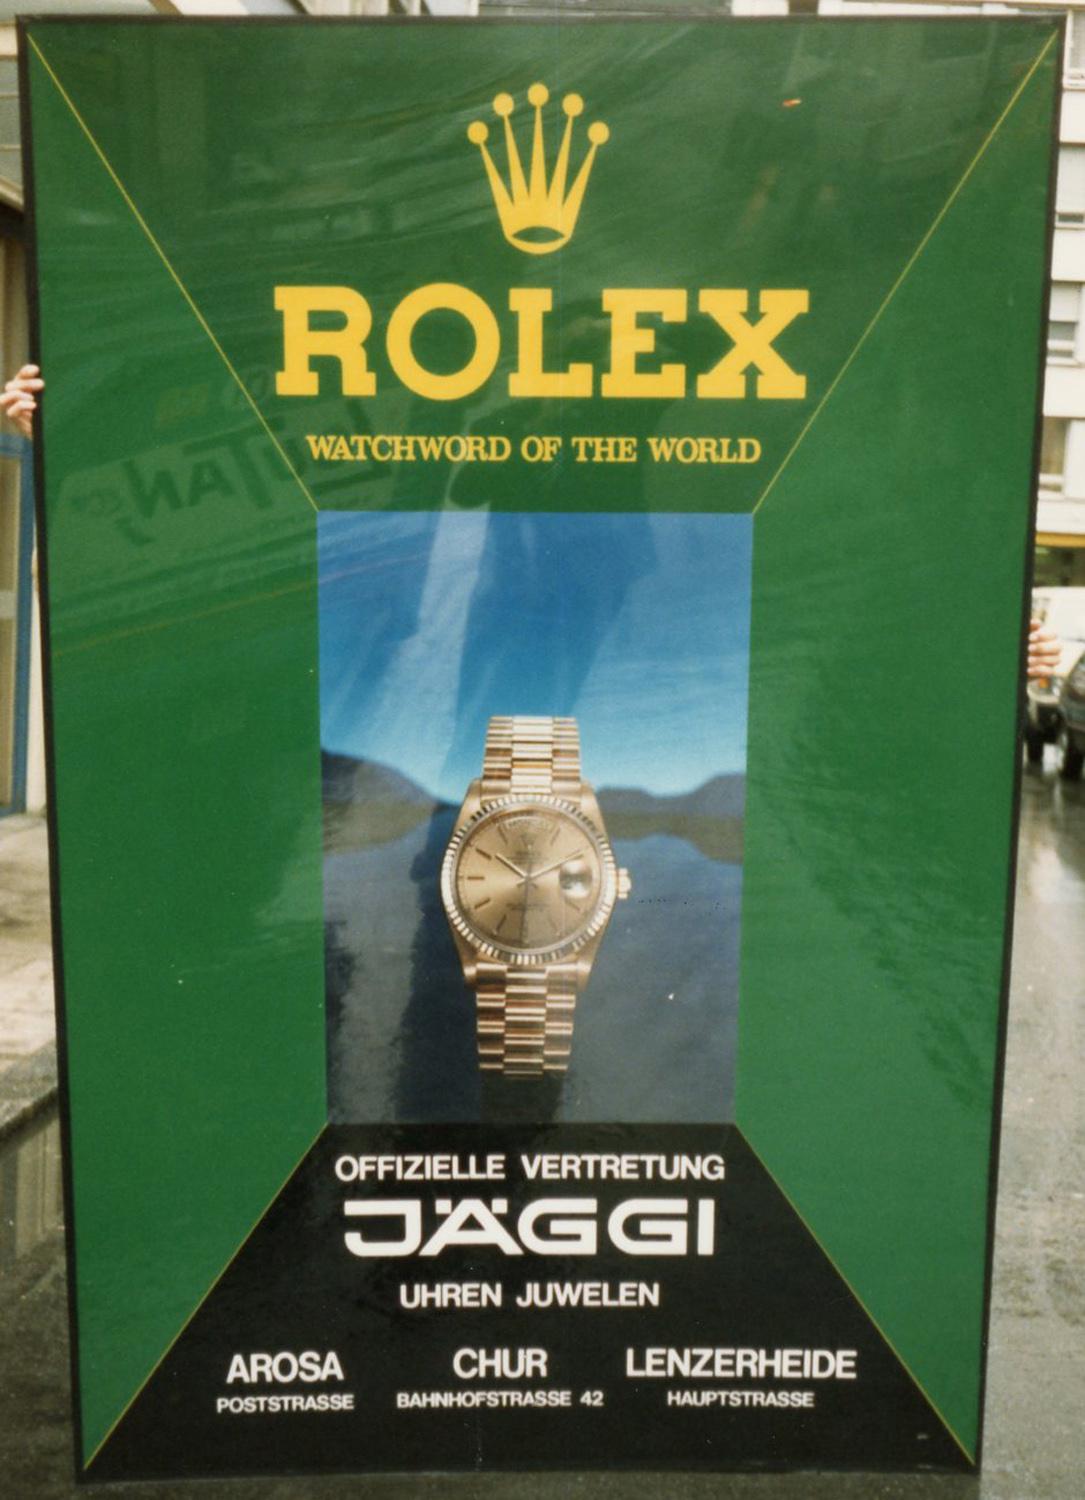 ROLEX
WATCHWORD OF THE WORLD
OFFIZIELLE VERTRETUNG
JÄGGI
UHREN JUWELEN
AROSA CHUR LENZERHEIDE
POSTSTRASSE BAHNHOFSTRASSE 42 HAUPTSTRASSE